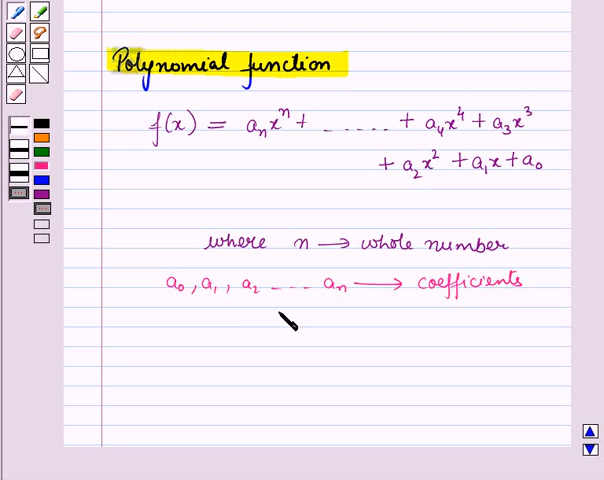 Polynomial function
f(x) = aₙxⁿ + ...... + a₄x⁴ + a₃x³
+ a₂x² + a₁x + a₀
where n → whole number
a₀, a₁, a₂ ---... aₙ → coefficients